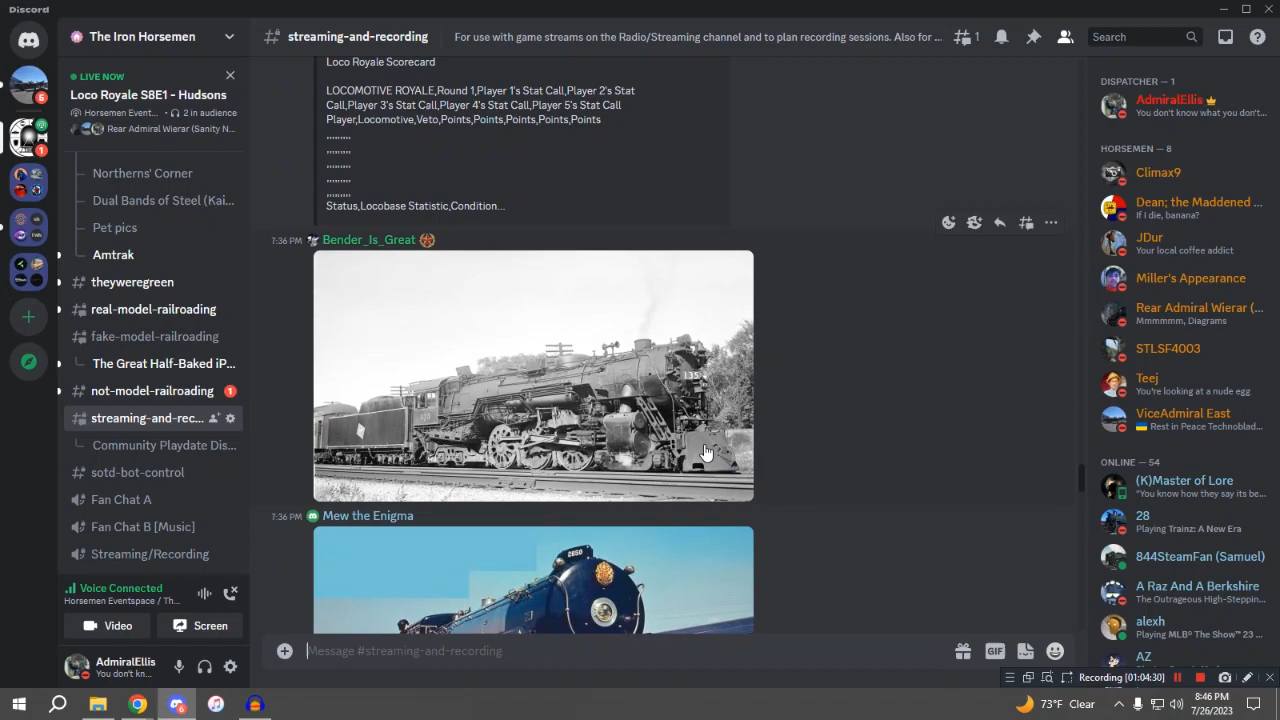 Discord
The Iron Horsemen
streaming-and-recording
For use with game streams on the Radio/Streaming channel and to plan recording sessions. Also for ...
1
Search
LIVE NOW
Loco Royale S8E1 - Hudsons
Horsemen Event... 2 in audience
Rear Admiral Wierar (Sanity N...
Northerns' Corner
Dual Bands of Steel (Kai...
Pet pics
Amtrak
theyweregreen
real-model-railroading
fake-model-railroading
The Great Half-Baked iP...
not-model-railroading 1
streaming-and-rec...
Community Playdate Dis...
sotd-bot-control
Fan Chat A
Fan Chat B [Music]
Streaming/Recording
Voice Connected
Horsemen Eventspace / Th...
Video
Screen
AdmiralEllis
You don't kn...
6
1
Loco Royale Scorecard
LOCOMOTIVE ROYALE,Round 1,Player 1's Stat Call,Player 2's Stat
Call,Player 3's Stat Call,Player 4's Stat Call,Player 5's Stat Call
Player,Locomotive,Veto,Points,Points,Points,Points,Points
,,,,,,,,,
,,,,,,,,,
,,,,,,,,,
,,,,,,,,,
,,,,,,,,,
Status,Locobase Statistic,Condition...
7:36 PM Bender_Is_Great
135
7:36 PM Mew the Enigma
2850
Message #streaming-and-recording
GIF
DISPATCHER — 1
AdmiralEllis
You don't know what you don't...
HORSEMEN — 8
Climax9
Dean; the Maddened ...
If I die, banana?
JDur
Your local coffee addict
Miller's Appearance
Rear Admiral Wierar (...
Mmmmmm, Diagrams
STLSF4003
Teej
You're looking at a nude egg
ViceAdmiral East
Rest in Peace Technoblad...
ONLINE — 54
(K)Master of Lore
"You know how they say its be...
28
Playing Trainz: A New Era
844SteamFan (Samuel)
A Raz And A Berkshire
The Outrageous High-Steppin...
alexh
Playing MLB® The Show™ 23 ...
AZ
Recording [01:04:30]
73°F Clear
8:46 PM
7/26/2023